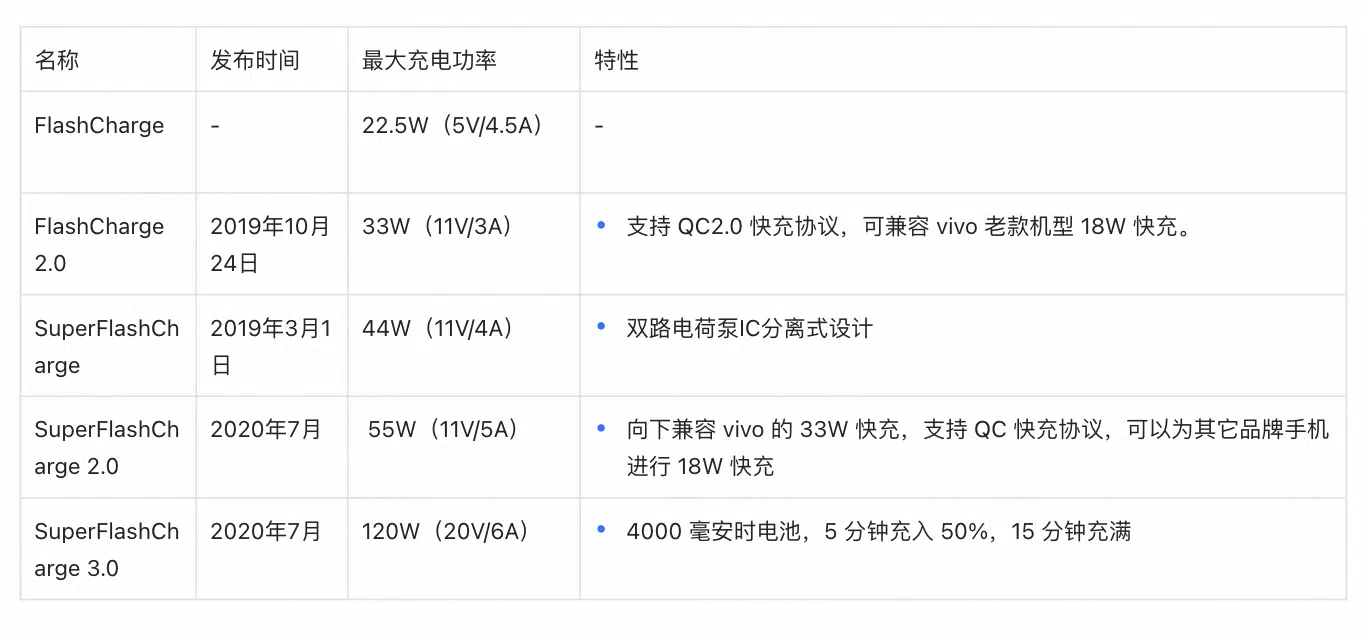 名称 发布时间 最大充电功率 特性
FlashCharge - 22.5W（5V/4.5A） -
FlashCharge 2019年10月 33W（11V/3A） • 支持 QC2.0 快充协议，可兼容 vivo 老款机型 18W 快充。
2.0 24日
SuperFlashCh 2019年3月1 44W（11V/4A） • 双路电荷泵IC分离式设计
arge 日
SuperFlashCh 2020年7月 55W（11V/5A） • 向下兼容 vivo 的 33W 快充，支持 QC 快充协议，可以为其它品牌手机
arge 2.0 进行 18W 快充
SuperFlashCh 2020年7月 120W（20V/6A） • 4000 毫安时电池，5 分钟充入 50%，15 分钟充满
arge 3.0